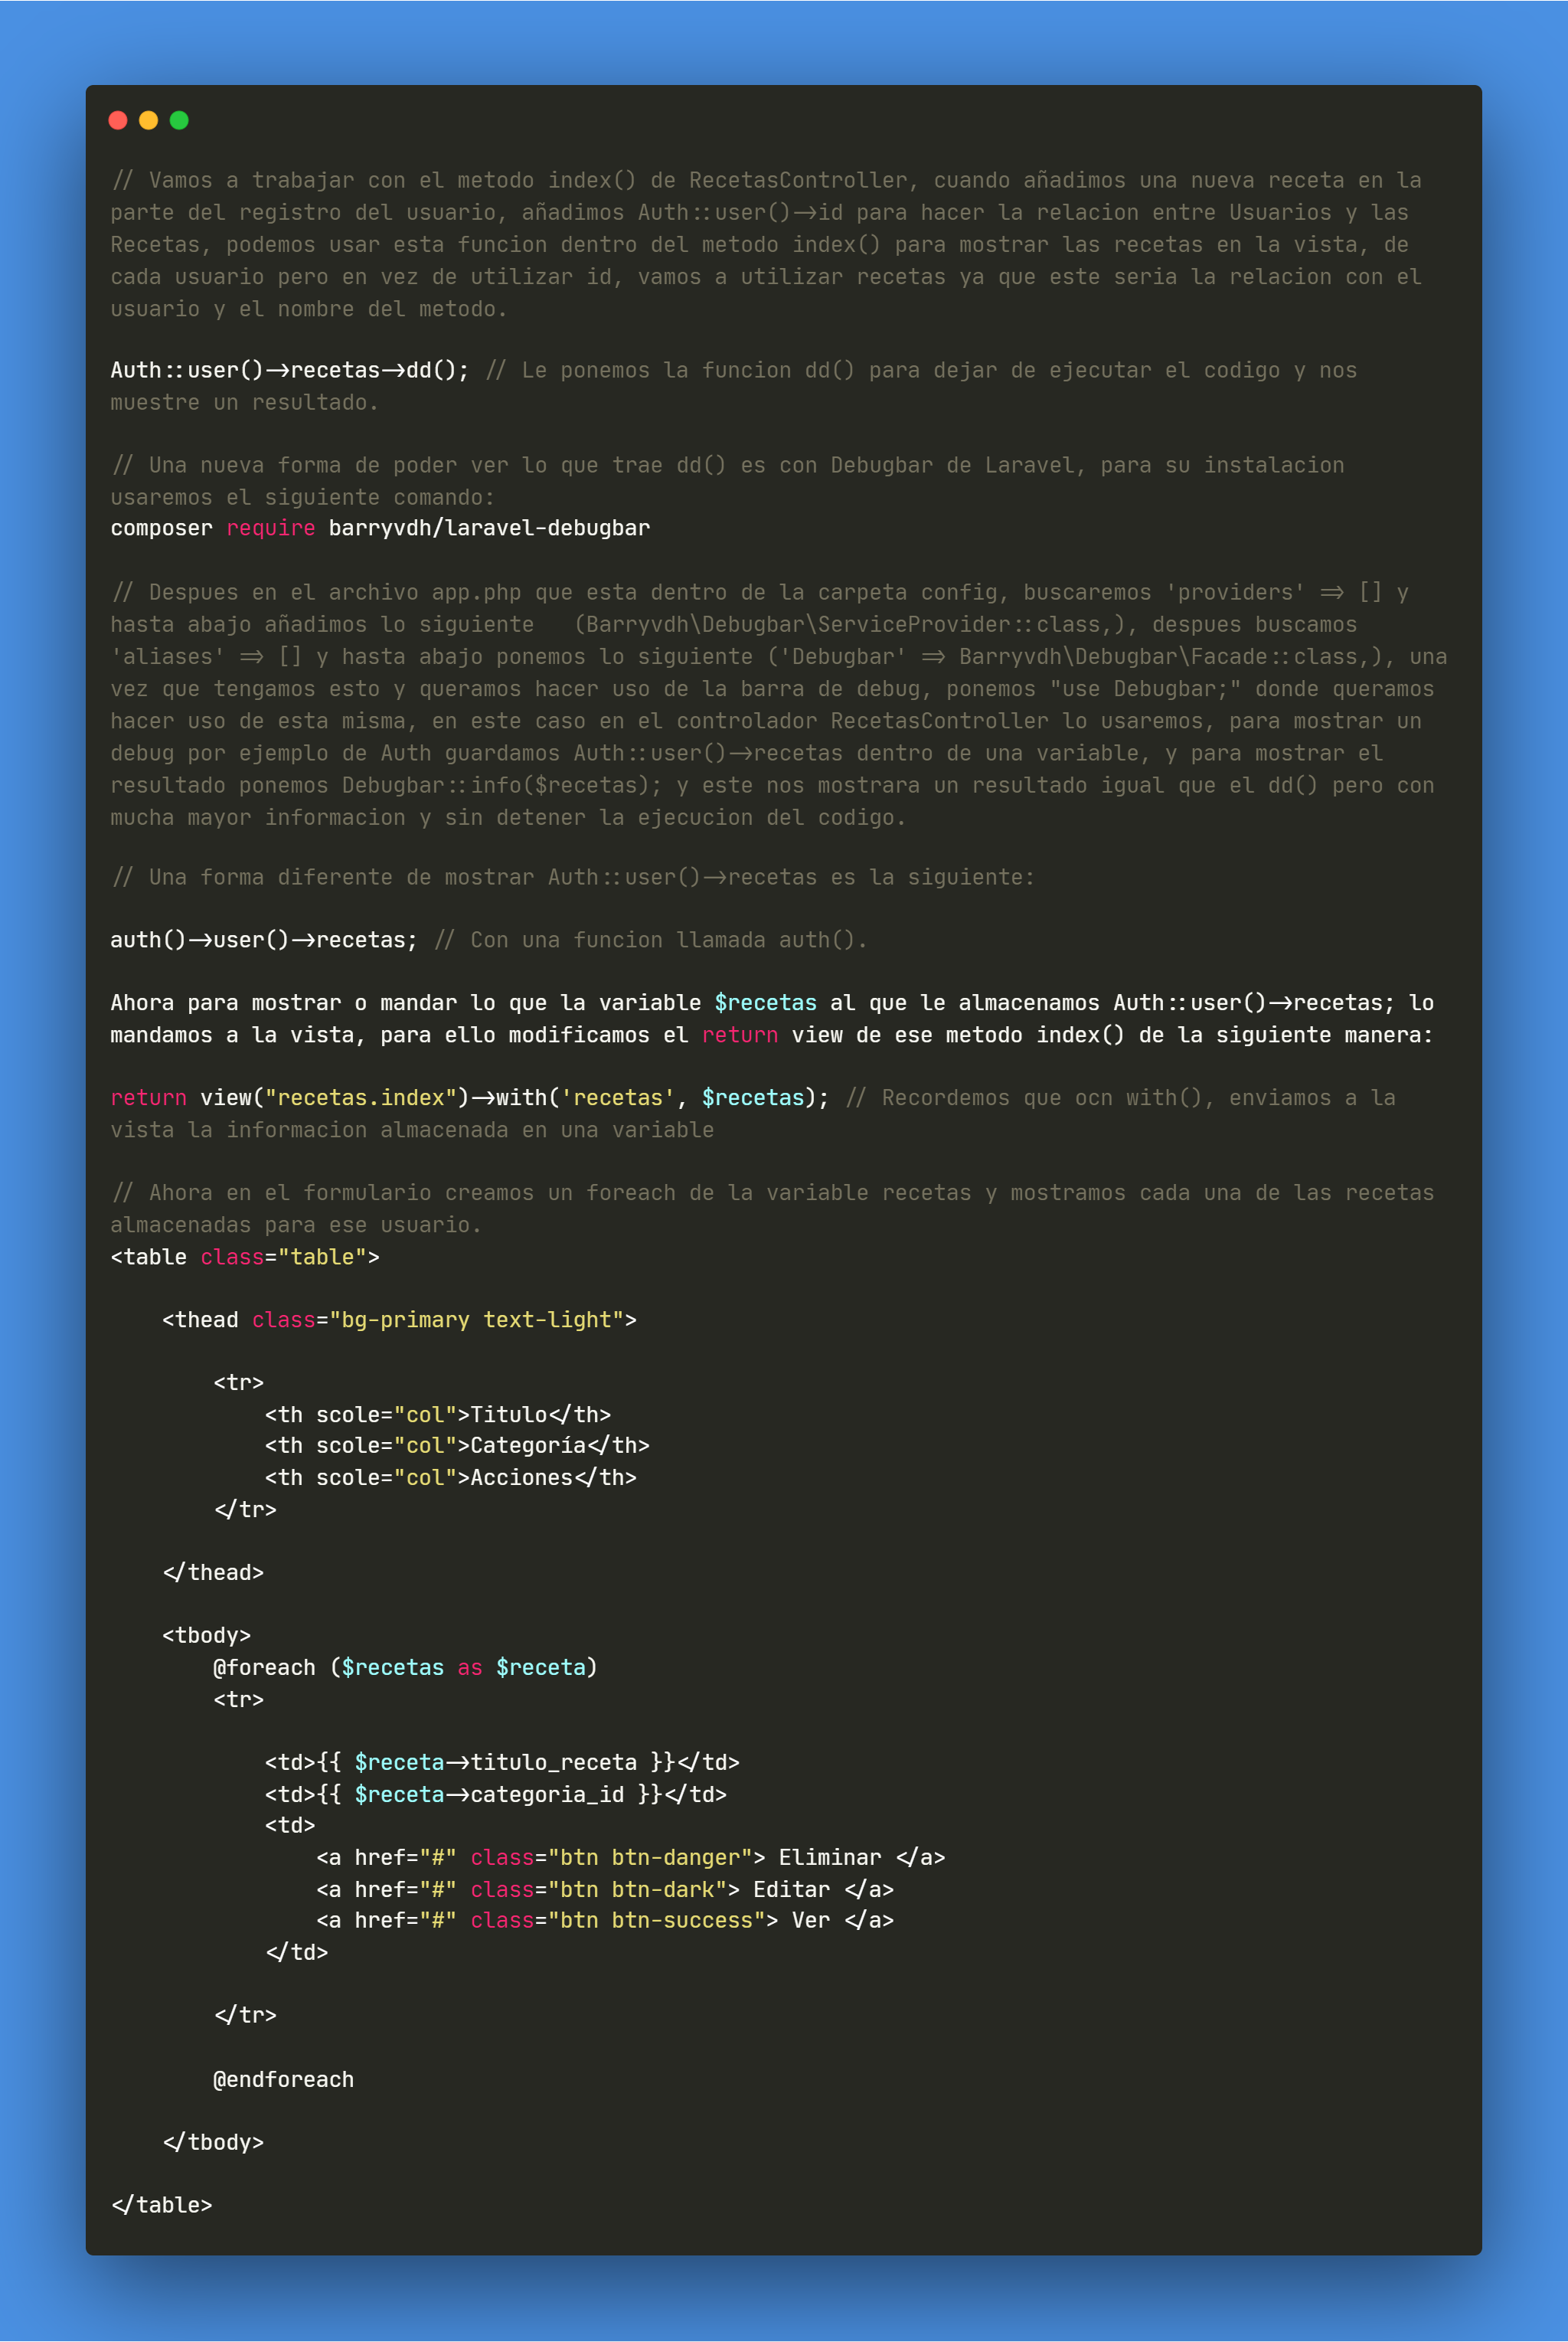 // Vamos a trabajar con el metodo index() de RecetasController, cuando añadimos una nueva receta en la
parte del registro del usuario, añadimos Auth::user()->id para hacer la relacion entre Usuarios y las
Recetas, podemos usar esta funcion dentro del metodo index() para mostrar las recetas en la vista, de
cada usuario pero en vez de utilizar id, vamos a utilizar recetas ya que este seria la relacion con el
usuario y el nombre del metodo.

Auth::user()->recetas->dd(); // Le ponemos la funcion dd() para dejar de ejecutar el codigo y nos
muestre un resultado.

// Una nueva forma de poder ver lo que trae dd() es con Debugbar de Laravel, para su instalacion
usaremos el siguiente comando:
composer require barryvdh/laravel-debugbar

// Despues en el archivo app.php que esta dentro de la carpeta config, buscaremos 'providers' => [] y
hasta abajo añadimos lo siguiente   (Barryvdh\Debugbar\ServiceProvider::class,), despues buscamos
'aliases' => [] y hasta abajo ponemos lo siguiente ('Debugbar' => Barryvdh\Debugbar\Facade::class,), una
vez que tengamos esto y queramos hacer uso de la barra de debug, ponemos "use Debugbar;" donde queramos
hacer uso de esta misma, en este caso en el controlador RecetasController lo usaremos, para mostrar un
debug por ejemplo de Auth guardamos Auth::user()->recetas dentro de una variable, y para mostrar el
resultado ponemos Debugbar::info($recetas); y este nos mostrara un resultado igual que el dd() pero con
mucha mayor informacion y sin detener la ejecucion del codigo.

// Una forma diferente de mostrar Auth::user()->recetas es la siguiente:

auth()->user()->recetas; // Con una funcion llamada auth().

Ahora para mostrar o mandar lo que la variable $recetas al que le almacenamos Auth::user()->recetas; lo
mandamos a la vista, para ello modificamos el return view de ese metodo index() de la siguiente manera:

return view("recetas.index")->with('recetas', $recetas); // Recordemos que ocn with(), enviamos a la
vista la informacion almacenada en una variable

// Ahora en el formulario creamos un foreach de la variable recetas y mostramos cada una de las recetas
almacenadas para ese usuario.
<table class="table">

    <thead class="bg-primary text-light">

        <tr>
            <th scole="col">Titulo</th>
            <th scole="col">Categoría</th>
            <th scole="col">Acciones</th>
        </tr>

    </thead>

    <tbody>
        @foreach ($recetas as $receta)
        <tr>

            <td>{{ $receta->titulo_receta }}</td>
            <td>{{ $receta->categoria_id }}</td>
            <td>
                <a href="#" class="btn btn-danger"> Eliminar </a>
                <a href="#" class="btn btn-dark"> Editar </a>
                <a href="#" class="btn btn-success"> Ver </a>
            </td>

        </tr>

        @endforeach

    </tbody>

</table>